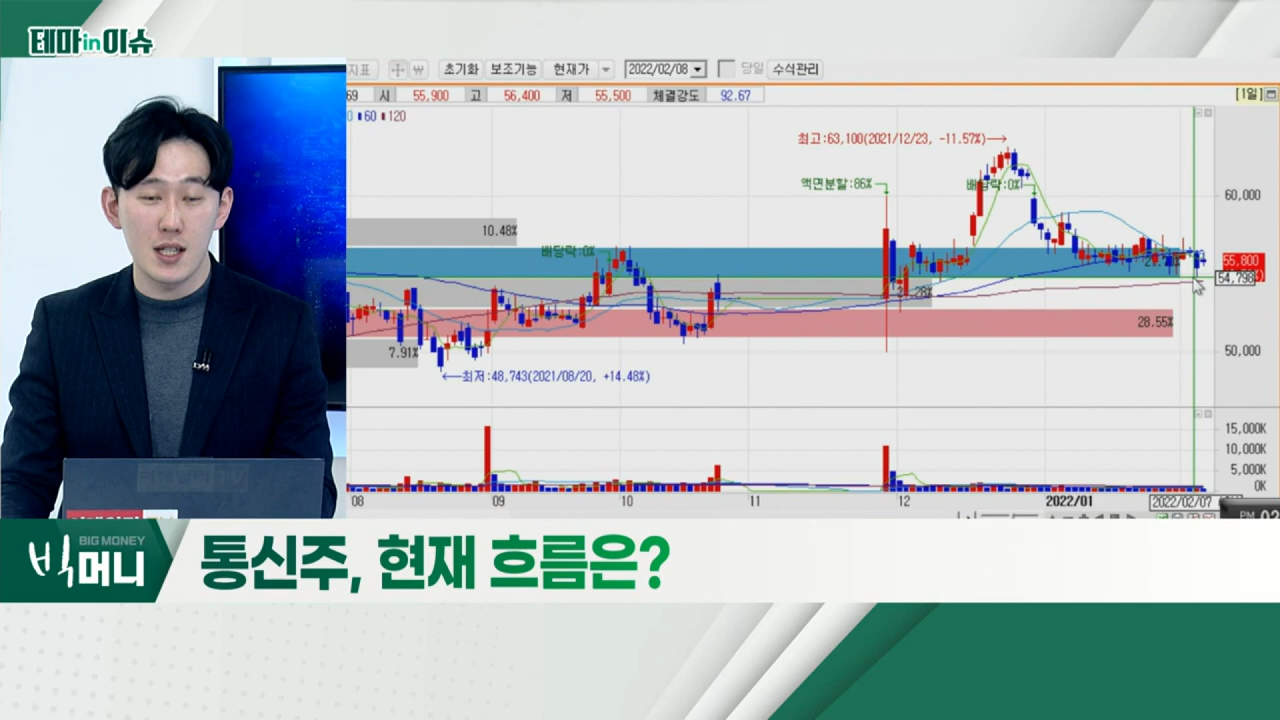 테마in이슈
지표 초기화 보조기능 현재가 2022/02/08 당일 수식관리
69 시 55,900 고 56,400 저 55,500 체결강도 92.67 [1일]
60 120
최고:63,100(2021/12/23, -11.57%)
액면분할:86% 배당락:0%
60,000
10.48%
배당락:0%
55,800
54,798
28%
28.55%
50,000
7.91%
최저:48,743(2021/08/20, +14.48%)
15,000K
10,000K
5,000K
0K
08 09 10 11 12 2022/01 2022/02/07
PM 02
BIG MONEY
빅머니
통신주, 현재 흐름은?